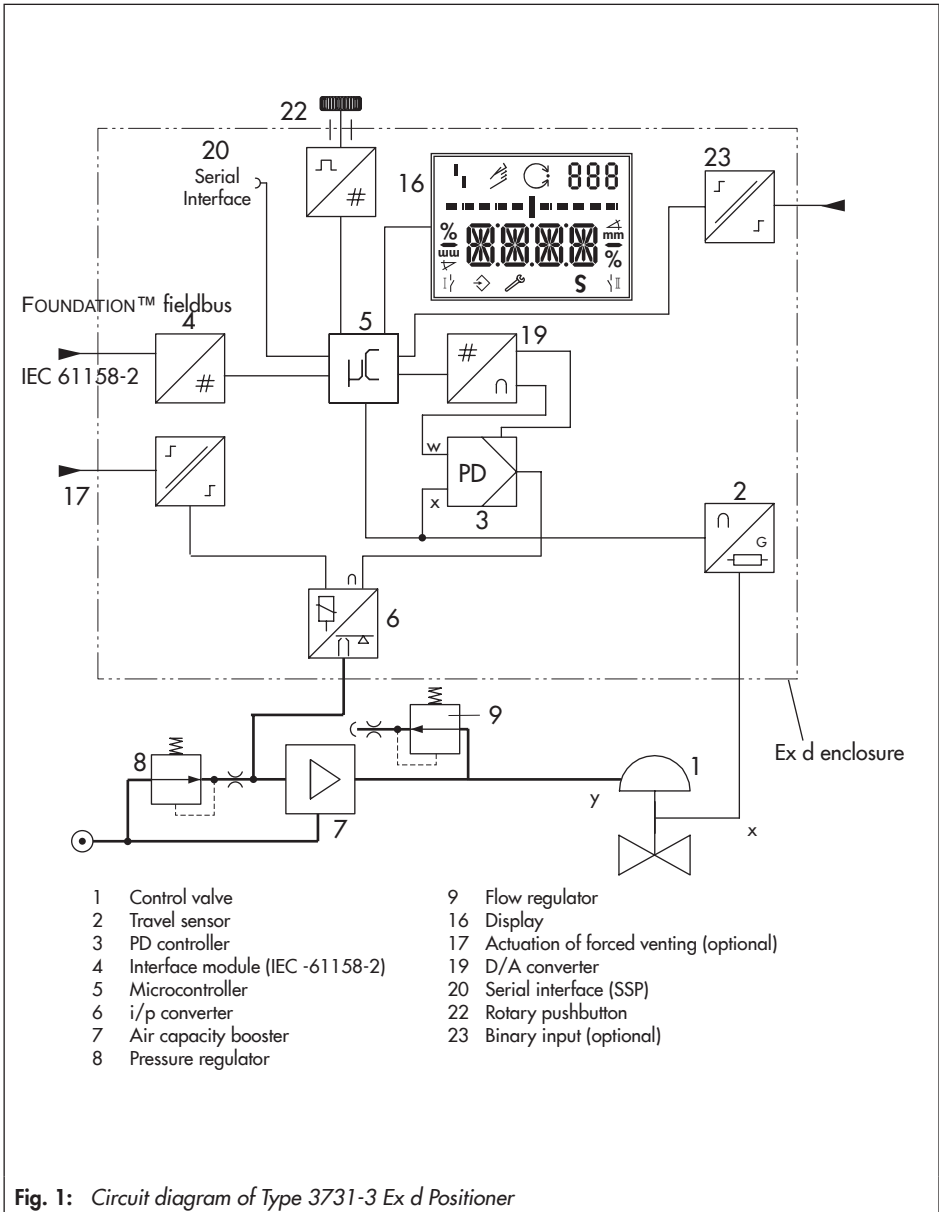 22
20
Serial
Interface
#
16
888
%
mm
mm
%
S
I
II
23
FOUNDATION™ fieldbus
4
IEC 61158-2
#
5
µC
19
#
w
PD
x
3
17
2
G
6
8
9
Ex d enclosure
1
y
7
x
1 Control valve
2 Travel sensor
3 PD controller
4 Interface module (IEC -61158-2)
5 Microcontroller
6 i/p converter
7 Air capacity booster
8 Pressure regulator
9 Flow regulator
16 Display
17 Actuation of forced venting (optional)
19 D/A converter
20 Serial interface (SSP)
22 Rotary pushbutton
23 Binary input (optional)
Fig. 1: Circuit diagram of Type 3731-3 Ex d Positioner